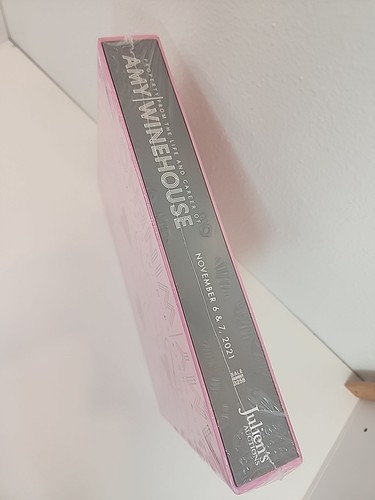 PROPERTY FROM THE LIFE AND CAREER OF
AMY WINEHOUSE
NOVEMBER 6 & 7, 2021
Julien's
AUCTIONS